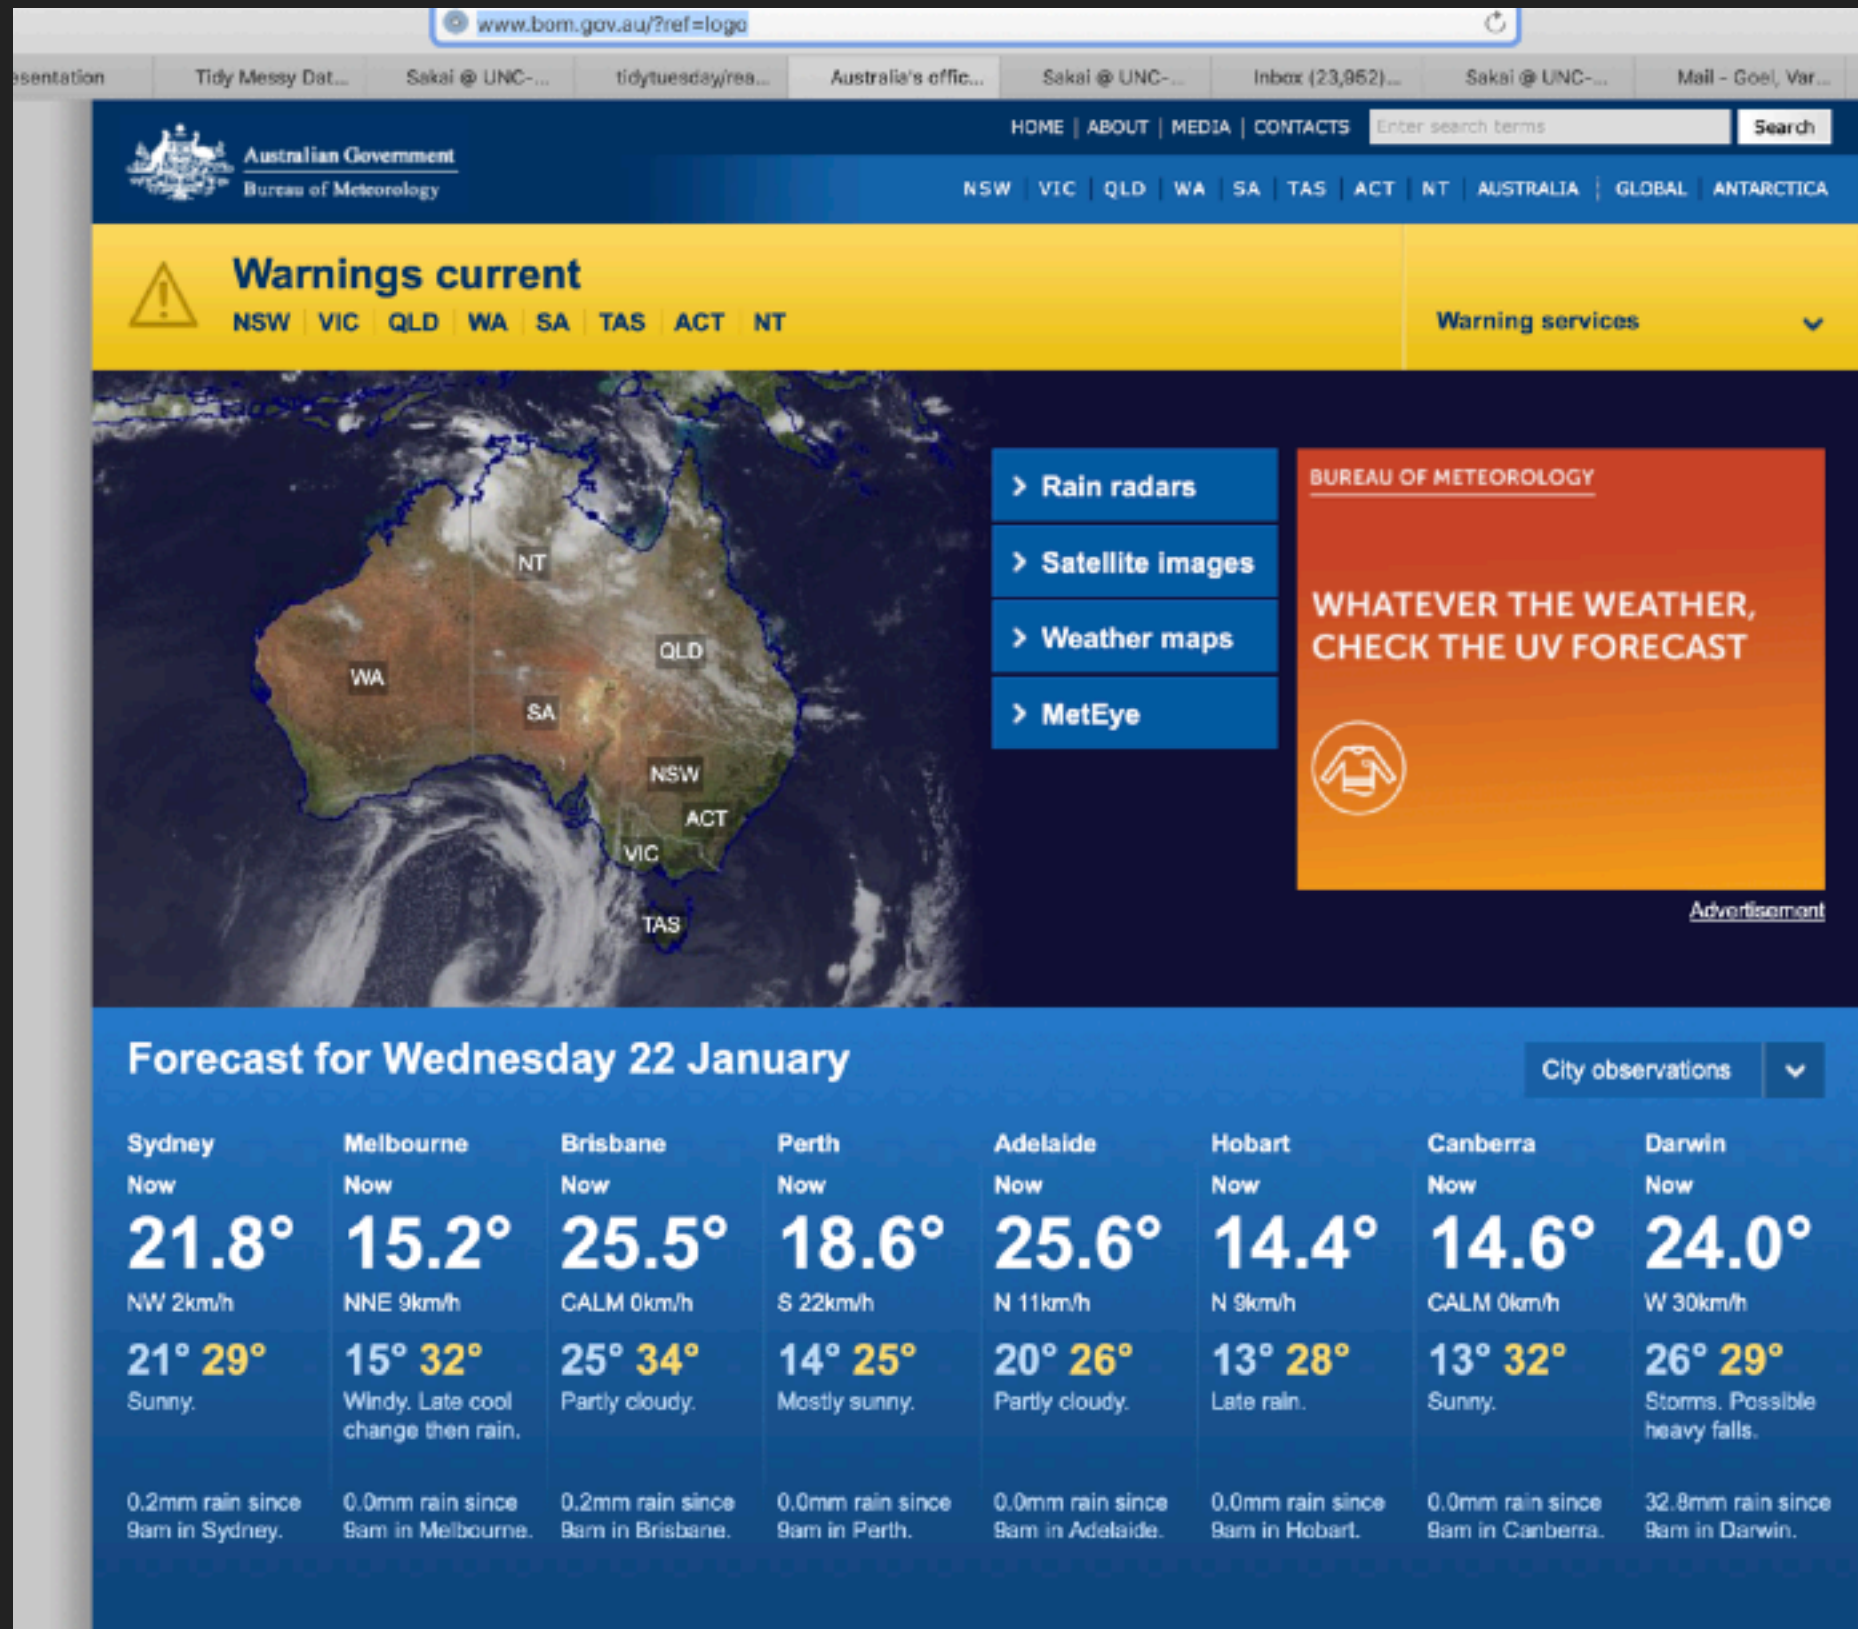 www.bom.gov.au/?ref=logo
esentation
Tidy Messy Dat...
Sakai @ UNC-...
tidytuesday/rea...
Australia's offic...
Sakai @ UNC-...
Inbox (23,952)...
Sakai @ UNC-...
Mail - Goel, Var...
HOME | ABOUT | MEDIA | CONTACTS
Enter search terms
Search
Australian Government
Bureau of Meteorology
NSW VIC QLD WA SA TAS ACT NT AUSTRALIA GLOBAL ANTARCTICA
Warnings current
NSW VIC QLD WA SA TAS ACT NT
Warning services
NT
QLD
WA
SA
NSW
ACT
VIC
TAS
Rain radars
Satellite images
Weather maps
MetEye
BUREAU OF METEOROLOGY
WHATEVER THE WEATHER,
CHECK THE UV FORECAST
Advertisement
Forecast for Wednesday 22 January
City observations
Sydney
Now
21.8°
NW 2km/h
21° 29°
Sunny.
0.2mm rain since
9am in Sydney.
Melbourne
Now
15.2°
NNE 9km/h
15° 32°
Windy. Late cool
change then rain.
0.0mm rain since
9am in Melbourne.
Brisbane
Now
25.5°
CALM 0km/h
25° 34°
Partly cloudy.
0.2mm rain since
9am in Brisbane.
Perth
Now
18.6°
S 22km/h
14° 25°
Mostly sunny.
0.0mm rain since
9am in Perth.
Adelaide
Now
25.6°
N 11km/h
20° 26°
Partly cloudy.
0.0mm rain since
9am in Adelaide.
Hobart
Now
14.4°
N 9km/h
13° 28°
Late rain.
0.0mm rain since
9am in Hobart.
Canberra
Now
14.6°
CALM 0km/h
13° 32°
Sunny.
0.0mm rain since
9am in Canberra.
Darwin
Now
24.0°
W 30km/h
26° 29°
Storms. Possible
heavy falls.
32.8mm rain since
9am in Darwin.